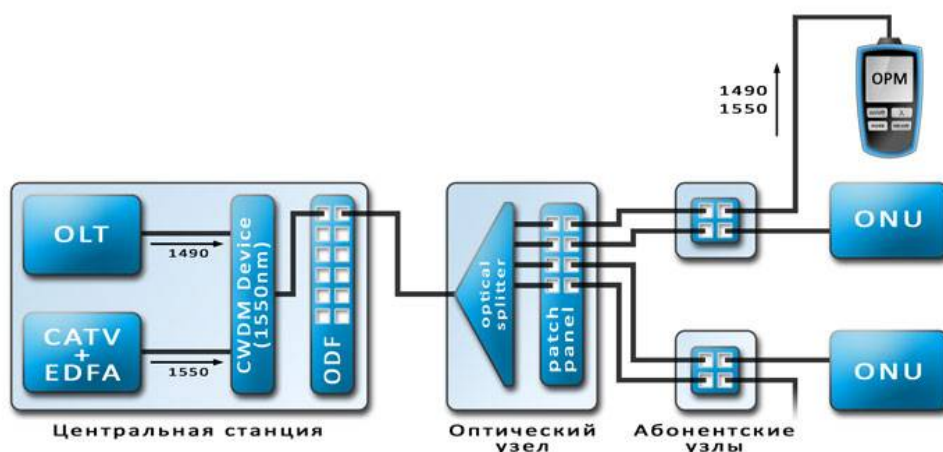 1490
1550
OPM
OLT
1490
CATV
+
EDFA
1550
CWDM Device
(1550nm)
ODF
optical
splitter
patch
panel
ONU
ONU
Центральная станция
Оптический
узел
Абонентские
узлы